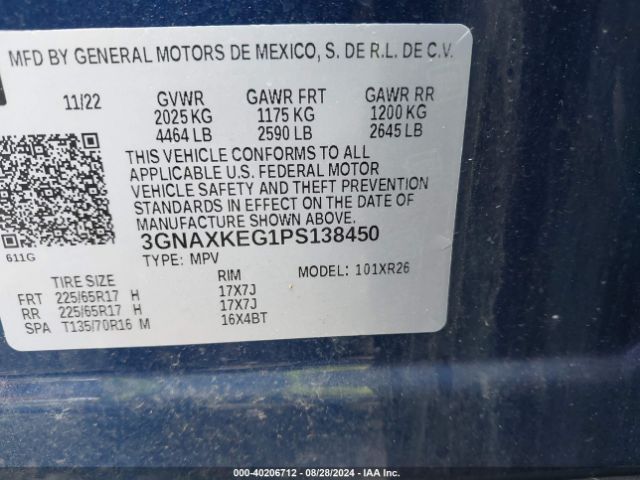 MFD BY GENERAL MOTORS DE MEXICO, S. DE R.L. DE C.V.
11/22 GVWR GAWR FRT GAWR RR
2025 KG 1175 KG 1200 KG
4464 LB 2590 LB 2645 LB
THIS VEHICLE CONFORMS TO ALL
APPLICABLE U.S. FEDERAL MOTOR
VEHICLE SAFETY AND THEFT PREVENTION
STANDARDS IN EFFECT ON THE DATE OF
MANUFACTURE SHOWN ABOVE.
3GNAXKEG1PS138450
611G TYPE: MPV MODEL: 101XR26
TIRE SIZE RIM
FRT 225/65R17 H 17X7J
RR 225/65R17 H 17X7J
SPA T135/70R16 M 16X4BT
000-40206712 - 08/28/2024 - IAA Inc.